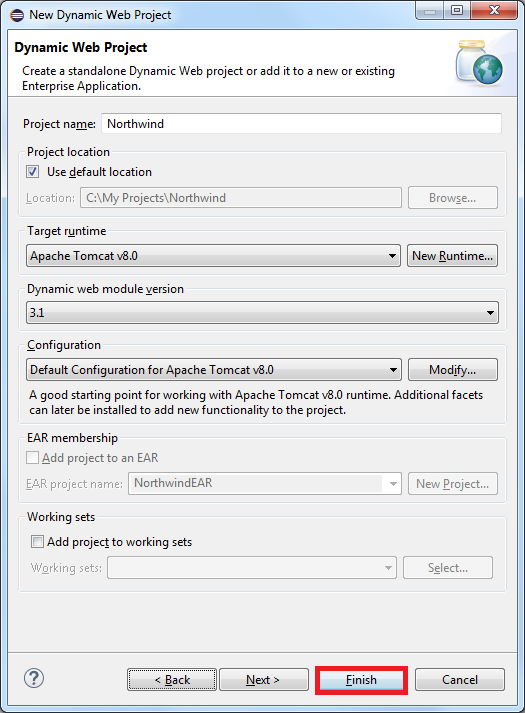 New Dynamic Web Project
Dynamic Web Project
Create a standalone Dynamic Web project or add it to a new or existing
Enterprise Application.
Project name: Northwind
Project location
Use default location
Location: C:\My Projects\Northwind Browse...
Target runtime
Apache Tomcat v8.0 New Runtime...
Dynamic web module version
3.1
Configuration
Default Configuration for Apache Tomcat v8.0 Modify...
A good starting point for working with Apache Tomcat v8.0 runtime. Additional facets
can later be installed to add new functionality to the project.
EAR membership
Add project to an EAR
EAR project name: NorthwindEAR New Project...
Working sets
Add project to working sets
Working sets: Select...
? < Back Next > Finish Cancel